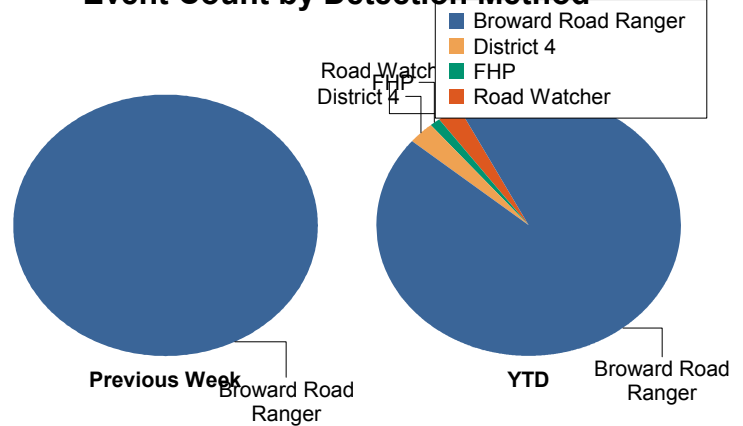 Event Count by Detection Method
Broward Road Ranger
District 4
FHP
Road Watcher
Road Watch
FHP
District 4
Previous Week
Broward Road
Ranger
YTD
Broward Road
Ranger